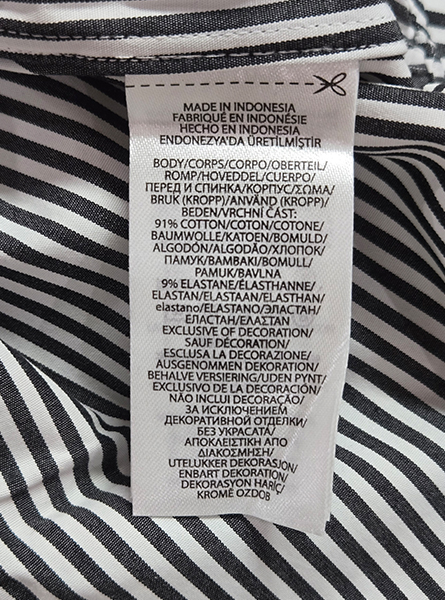 MADE IN INDONESIA
FABRIQUÉ EN INDONÉSIE
HECHO EN INDONESIA
ENDONEZYA'DA ÜRETİLMİŞTİR
BODY/CORPS/CORPO/OBERTEIL/
ROMP/HOVEDDEL/CUERPO/
ПЕРЕД И СПИНКА/КОРПУС/ΣΩΜΑ/
BRUK (KROPP)/ANVÄND (KROPP)/
BEDEN/VRCHNÍ ČÁST:
91% COTTON/COTON/COTONE/
BAUMWOLLE/KATOEN/BOMULD/
ALGODÓN/ALGODÃO/ХЛОПОК/
ПАМУК/ΒΑΜΒΑΚΙ/BOMULL/
PAMUK/BAVLNA
9% ELASTANE/ÉLASTHANNE/
ELASTAN/ELASTAAN/ELASTHAN/
elastano/ELASTANO/ЭЛАСТАН/
ЕЛАСТАН/ΕΛΑΣΤΑΝ
EXCLUSIVE OF DECORATION/
SAUF DÉCORATION/
ESCLUSA LA DECORAZIONE/
AUSGENOMMEN DEKORATION/
BEHALVE VERSIERING/UDEN PYNT/
EXCLUSIVO DE LA DECORACIÓN/
NÃO INCLUI DECORAÇÃO/
ЗА ИСКЛЮЧЕНИЕМ
ДЕКОРАТИВНОЙ ОТДЕЛКИ/
БЕЗ УКРАСАТА/
ΑΠΟΚΛΕΙΣΤΙΚΗ ΑΠΟ
ΔΙΑΚΟΣΜΗΣΗ/
UTELUKKER DEKORASJON/
EXKLUSIV DEKORATION/
DEKORASYON HARİÇ/
KROMĚ OZDOB